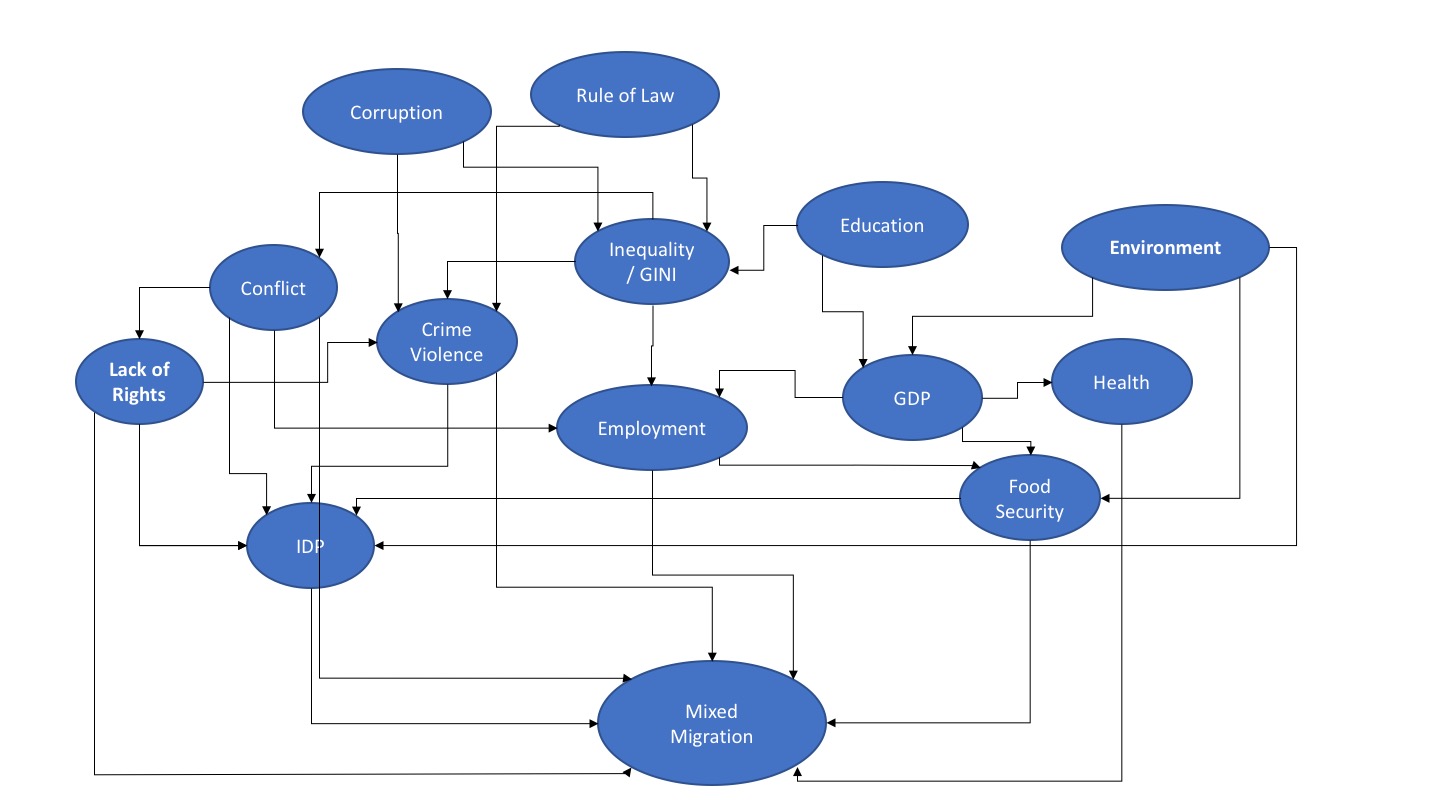 Rule of Law
Corruption
Education
Inequality
/ GINI
Environment
Conflict
Crime
Violence
Lack of
Rights
Health
GDP
Employment
Food
Security
IDP
Mixed
Migration